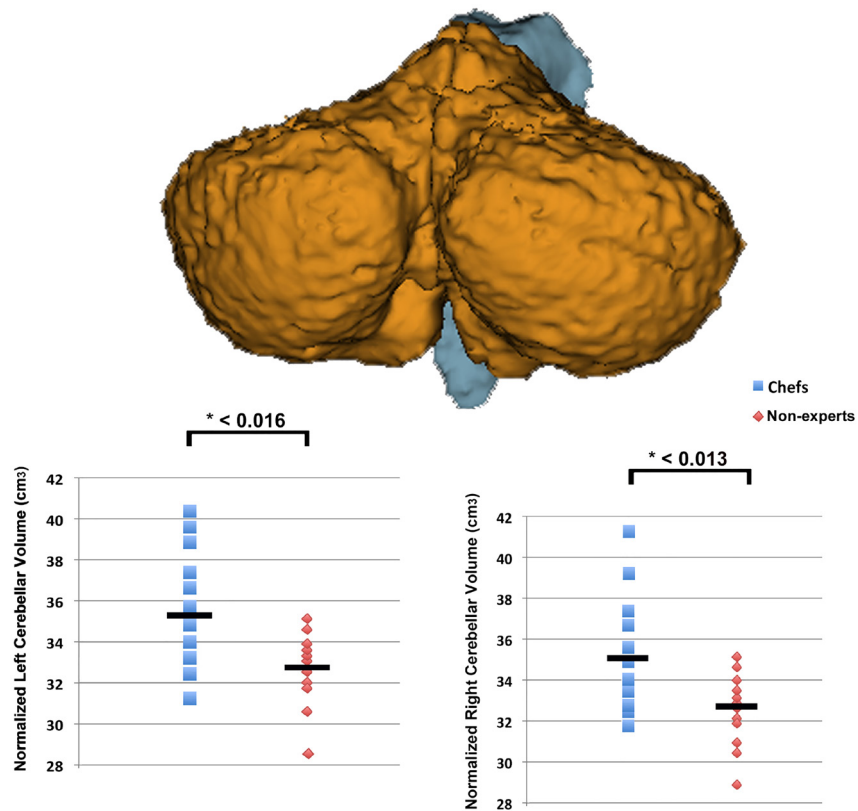 Chefs
Non-experts
* < 0.016
Normalized Left Cerebellar Volume (cm3)
42
40
38
36
34
32
30
28
* < 0.013
Normalized Right Cerebellar Volume (cm3)
42
40
38
36
34
32
30
28